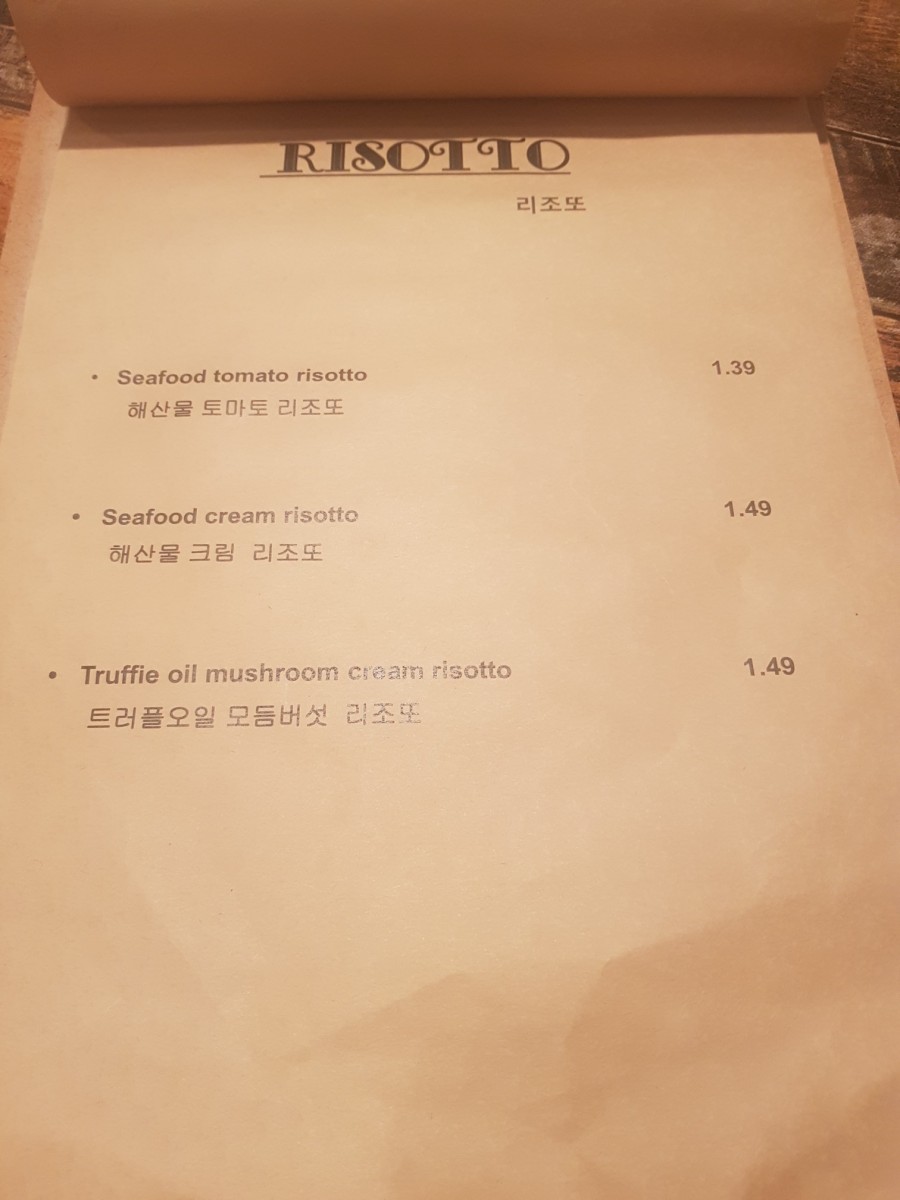 RISOTTO
리조또
• Seafood tomato risotto 1.39
해산물 토마토 리조또
• Seafood cream risotto 1.49
해산물 크림 리조또
• Truffie oil mushroom cream risotto 1.49
트러플오일 모듬버섯 리조또